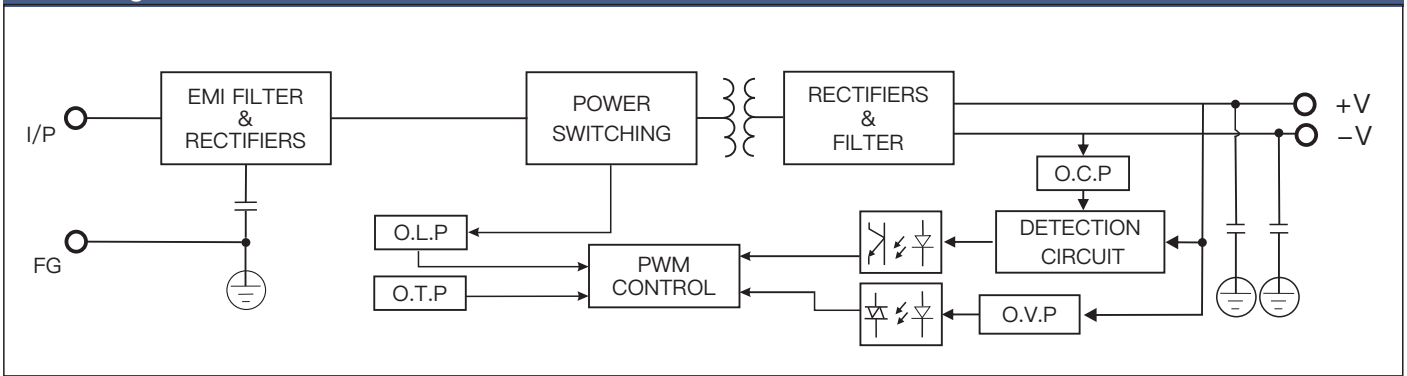 EMI FILTER
&
RECTIFIERS
POWER
SWITCHING
RECTIFIERS
&
FILTER
+V
−V
I/P
O.C.P
DETECTION
CIRCUIT
O.L.P
FG
PWM
CONTROL
O.T.P
O.V.P